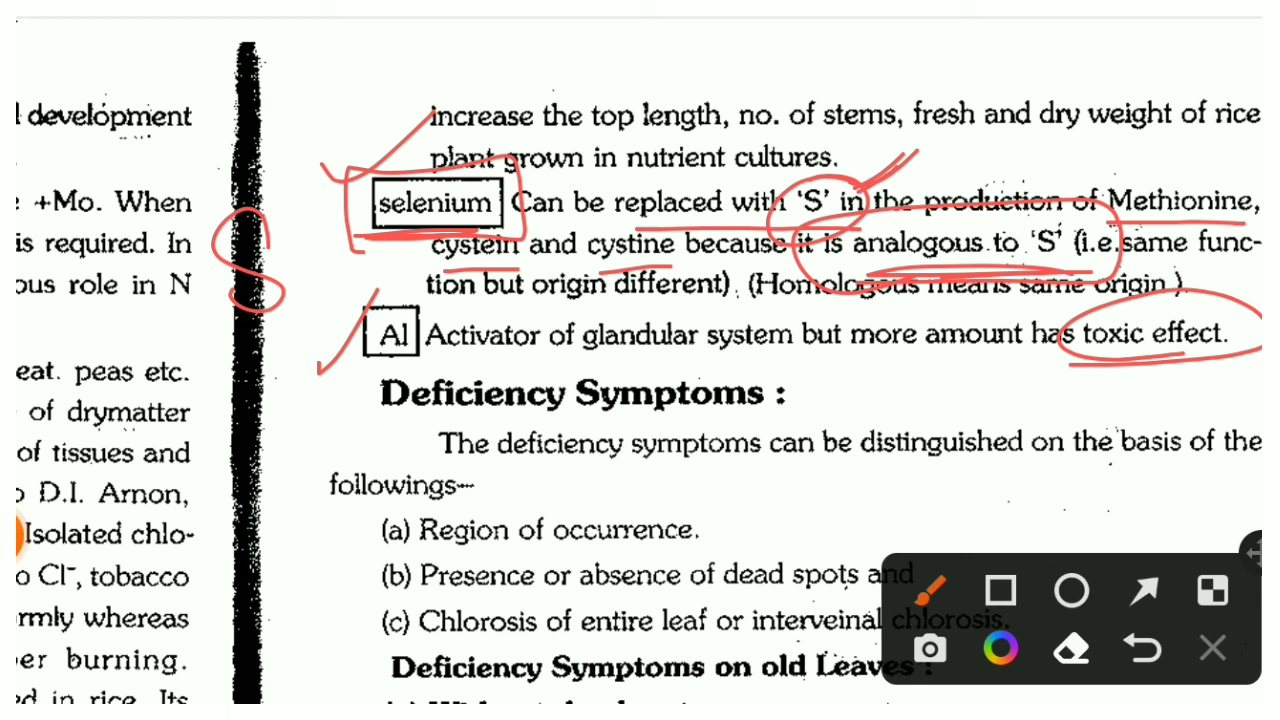 development
+Mo. When
is required. In
ous role in N
eat. peas etc.
of drymatter
of tissues and
D.I. Arnon,
Isolated chlo-
o Cl⁻, tobacco
rmly whereas
er burning.
ed in rice. Its
increase the top length, no. of stems, fresh and dry weight of rice
plant grown in nutrient cultures.
selenium Can be replaced with 'S' in the production of Methionine,
cystein and cystine because it is analogous to 'S' (i.e. same func-
tion but origin different). (Homologous means same origin ).
Al Activator of glandular system but more amount has toxic effect.
Deficiency Symptoms :
The deficiency symptoms can be distinguished on the basis of the
followings–
(a) Region of occurrence.
(b) Presence or absence of dead spots and
(c) Chlorosis of entire leaf or interveinal chlorosis.
Deficiency Symptoms on old Leaves :